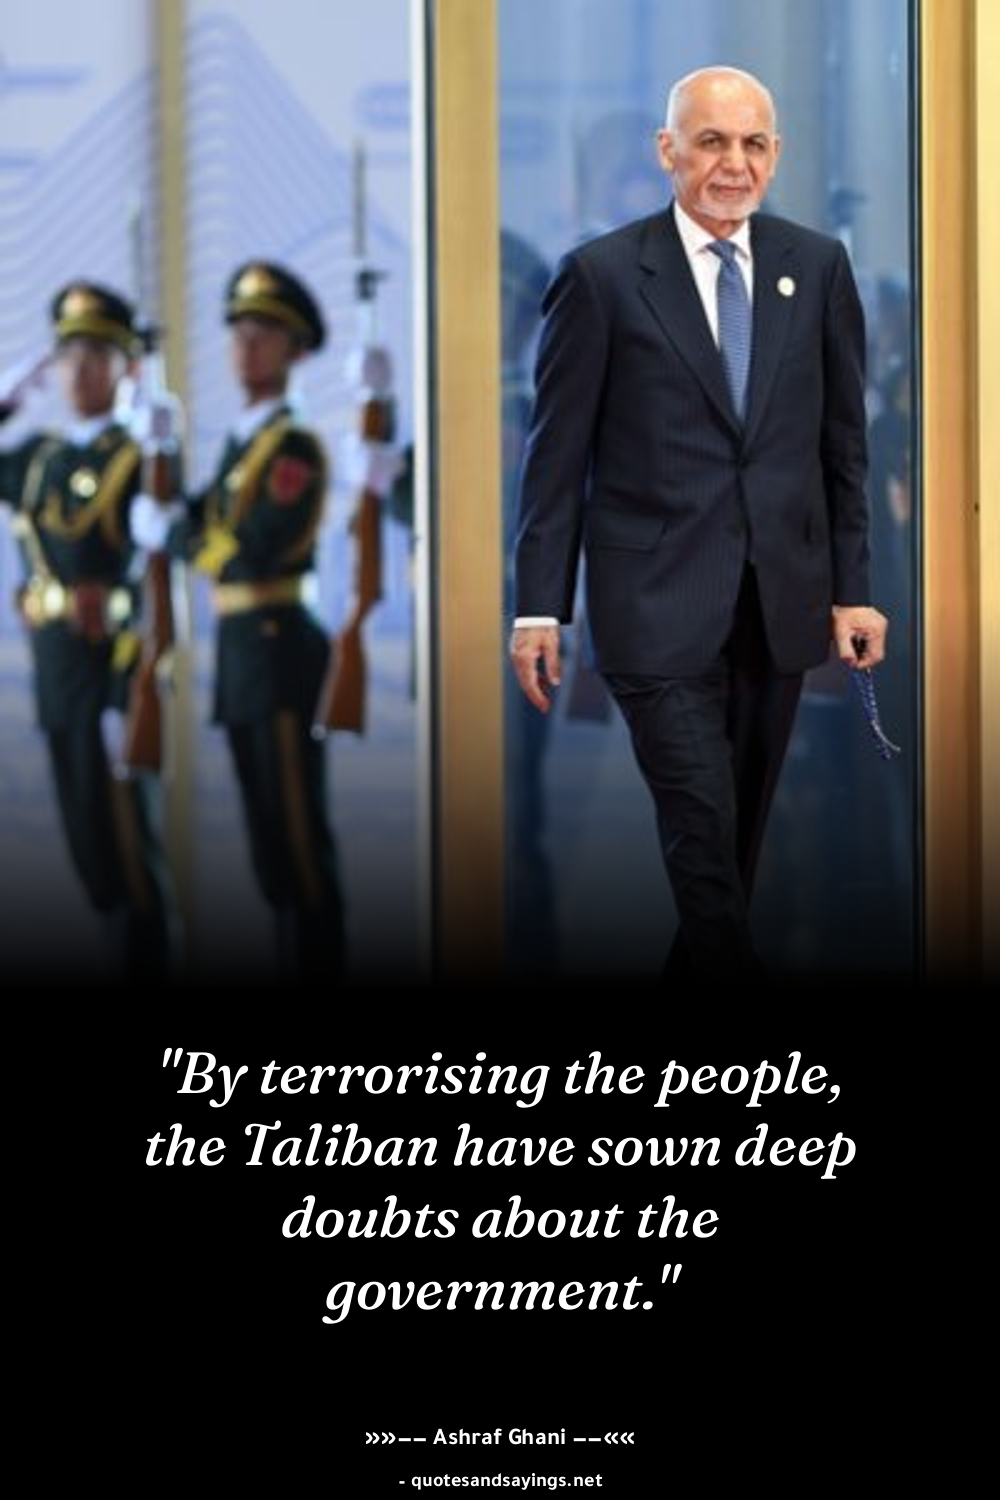 "By terrorising the people,
the Taliban have sown deep
doubts about the
government."
»»–– Ashraf Ghani ––««
- quotesandsayings.net